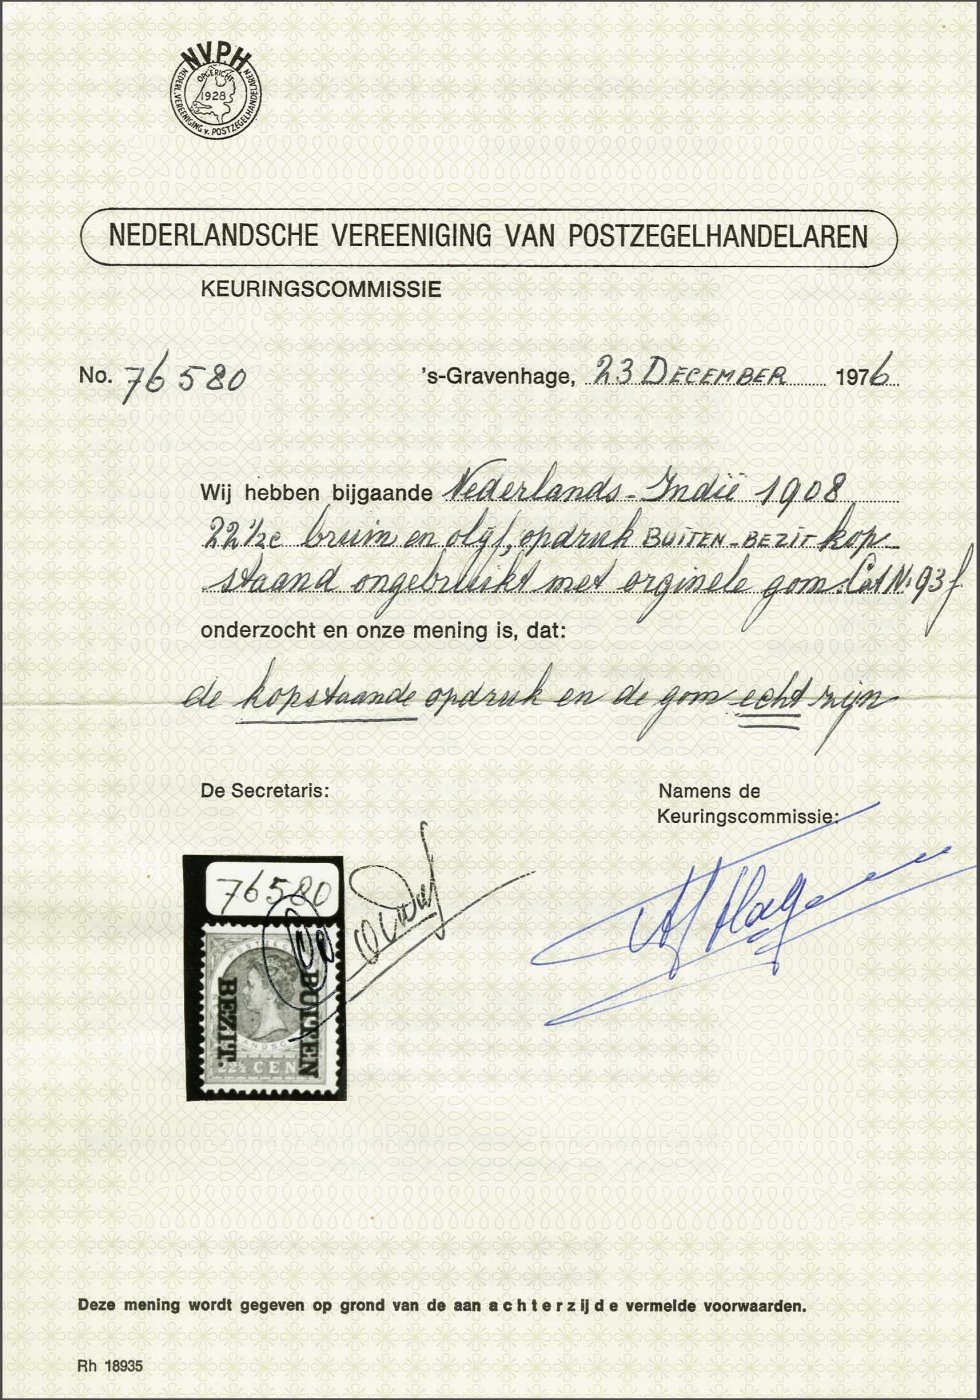 NVPH
NEDERL. VEREENIGING v. POSTZEGELHANDELAREN
OPGERICHT
1928
NEDERLANDSCHE VEREENIGING VAN POSTZEGELHANDELAREN
KEURINGSCOMMISSIE
No. 76580
's-Gravenhage, 23 DECEMBER 1976
Wij hebben bijgaande Nederlands-Indië 1908
22½c bruin en olijf, opdruk BUITEN-BEZIT kop-
staand ongebruikt met orginele gom. Cat Nr 93f
onderzocht en onze mening is, dat:
de kopstaande opdruk en de gom echt zijn
De Secretaris:
Namens de
Keuringscommissie:
76580
BUITEN
BEZIT.
22½ CEN
Deze mening wordt gegeven op grond van de aan achterzijde vermelde voorwaarden.
Rh 18935